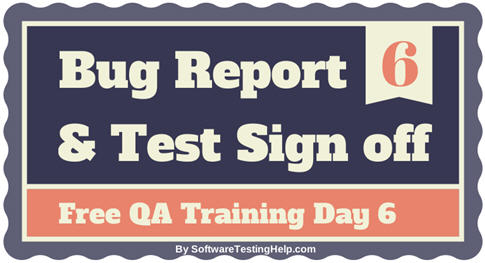 Bug Report 6
& Test Sign off
Free QA Training Day 6
By SoftwareTestingHelp.com